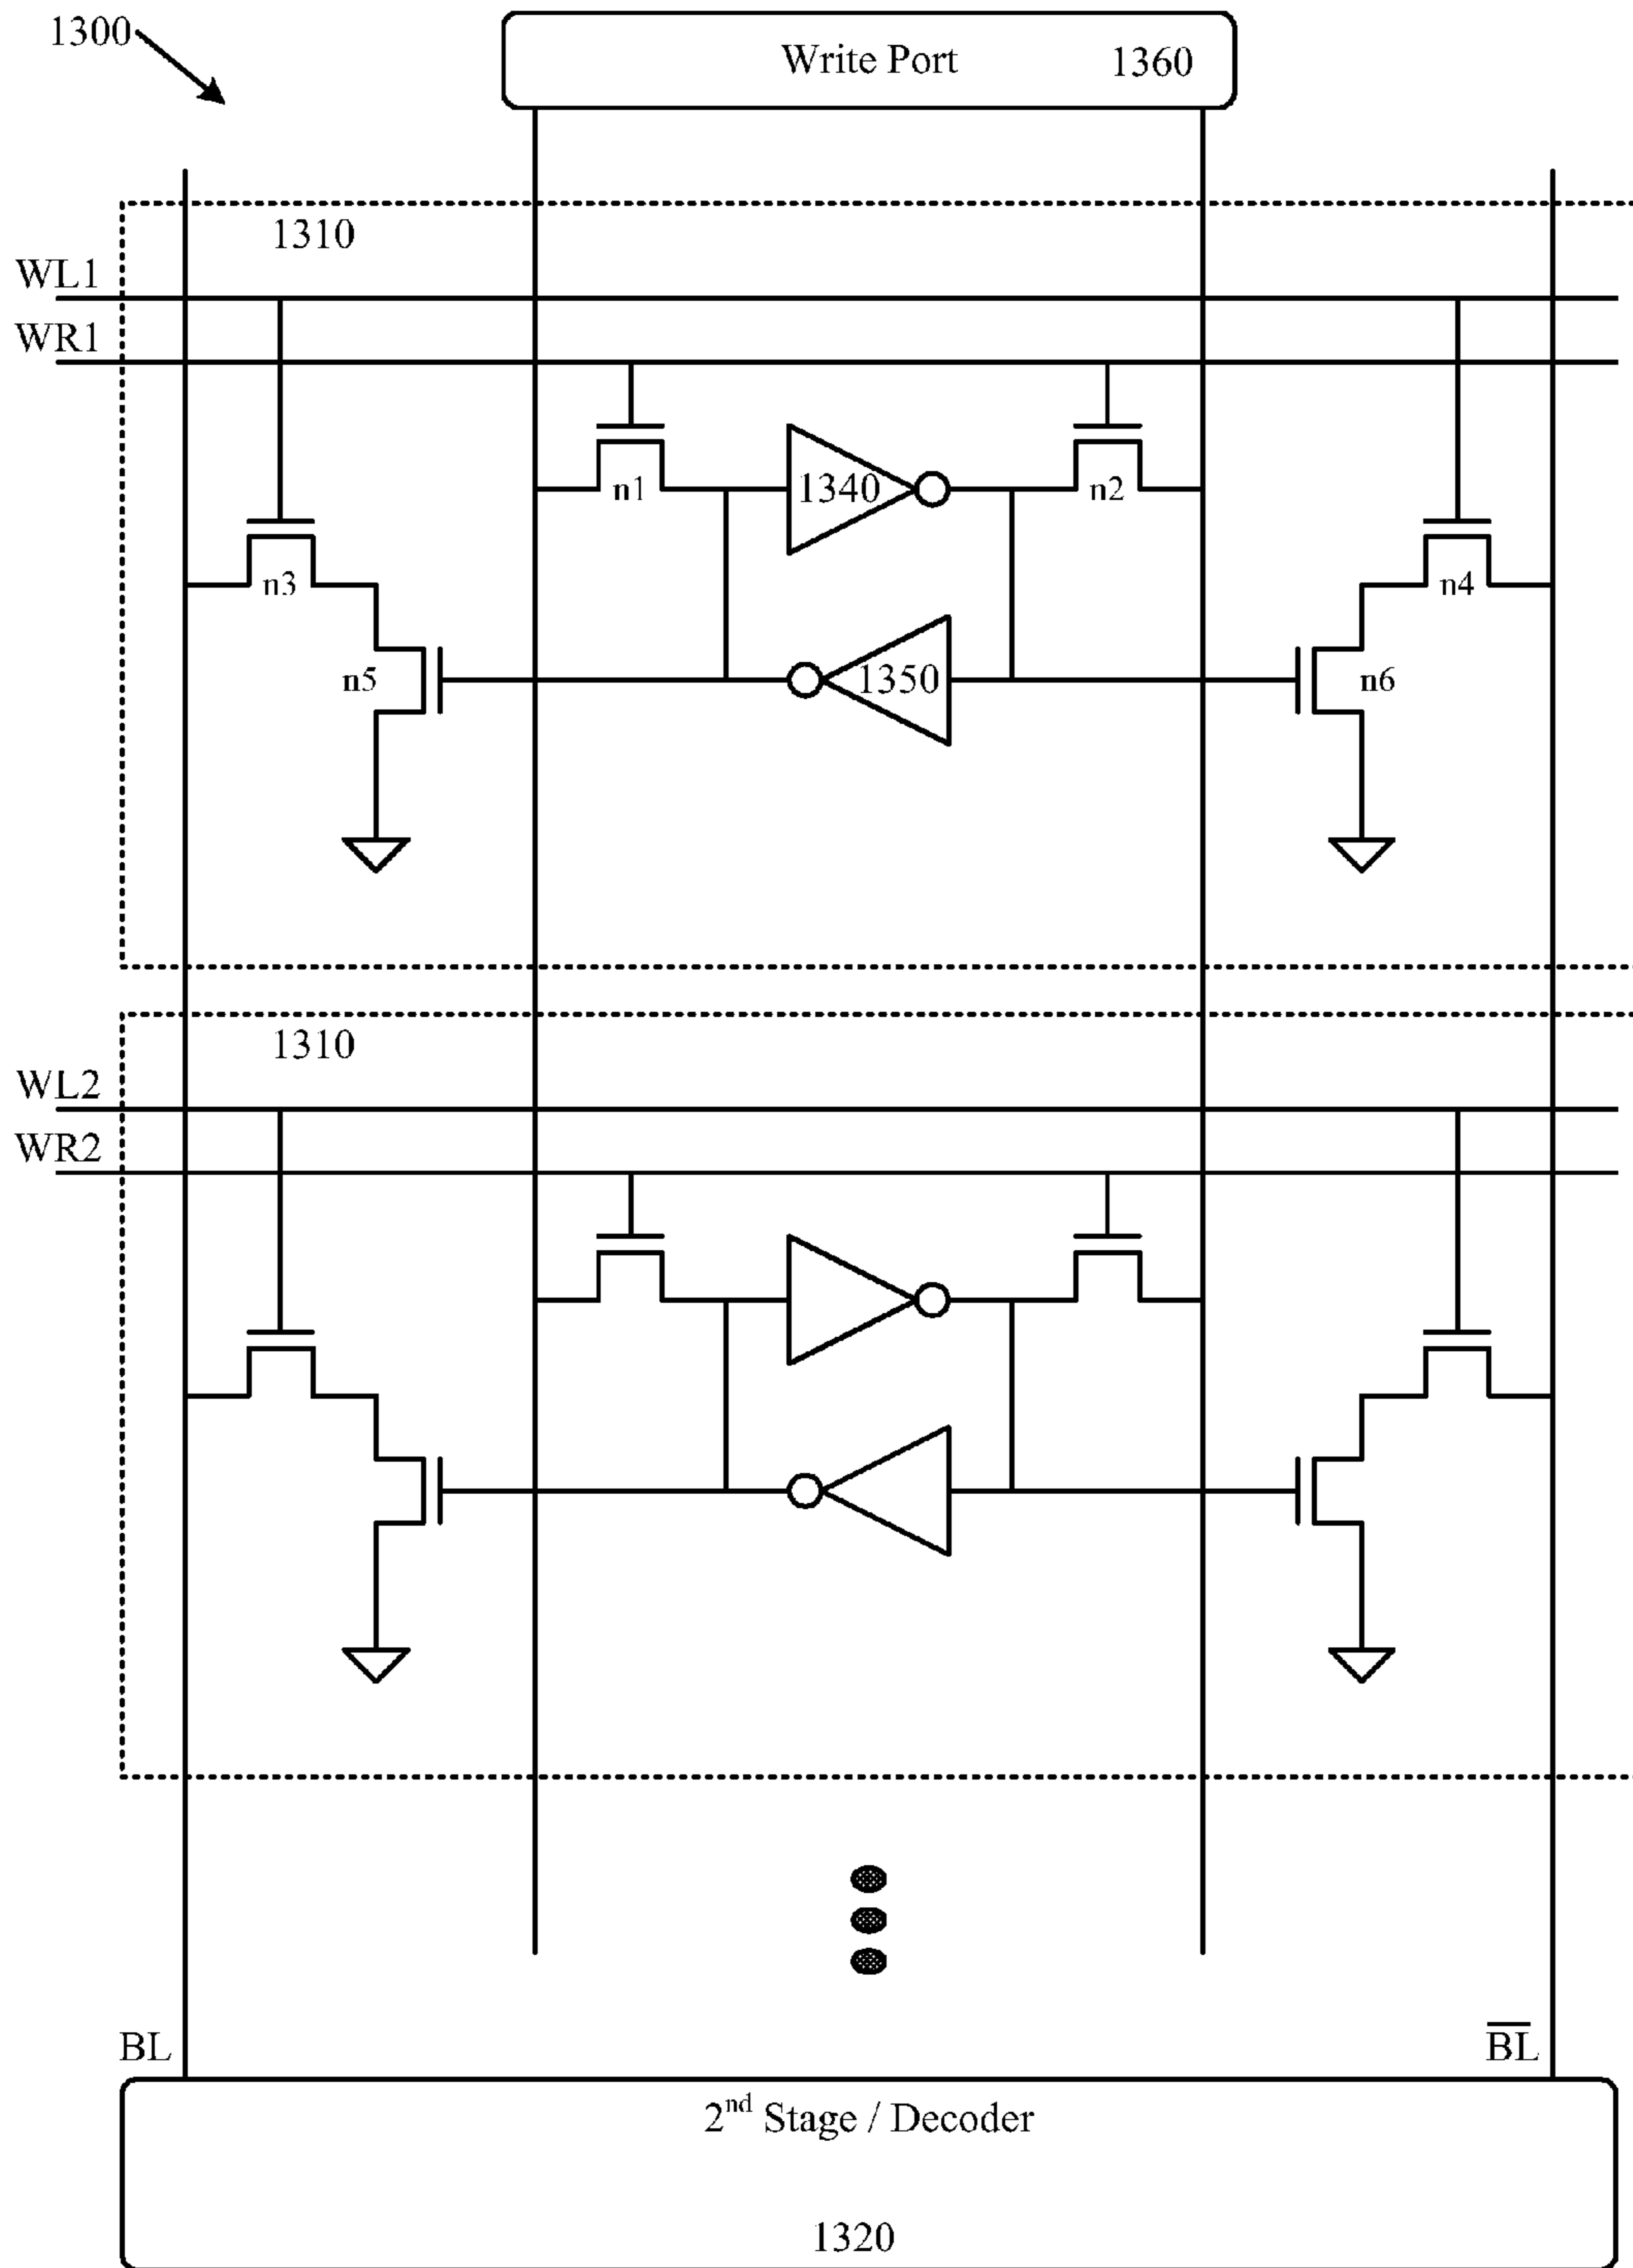 1300
Write Port 1360
1310
WL1
WR1
n1 1340 n2
n3 n4
n5 1350 n6
1310
WL2
WR2
BL B̅L̅
2nd Stage / Decoder
1320